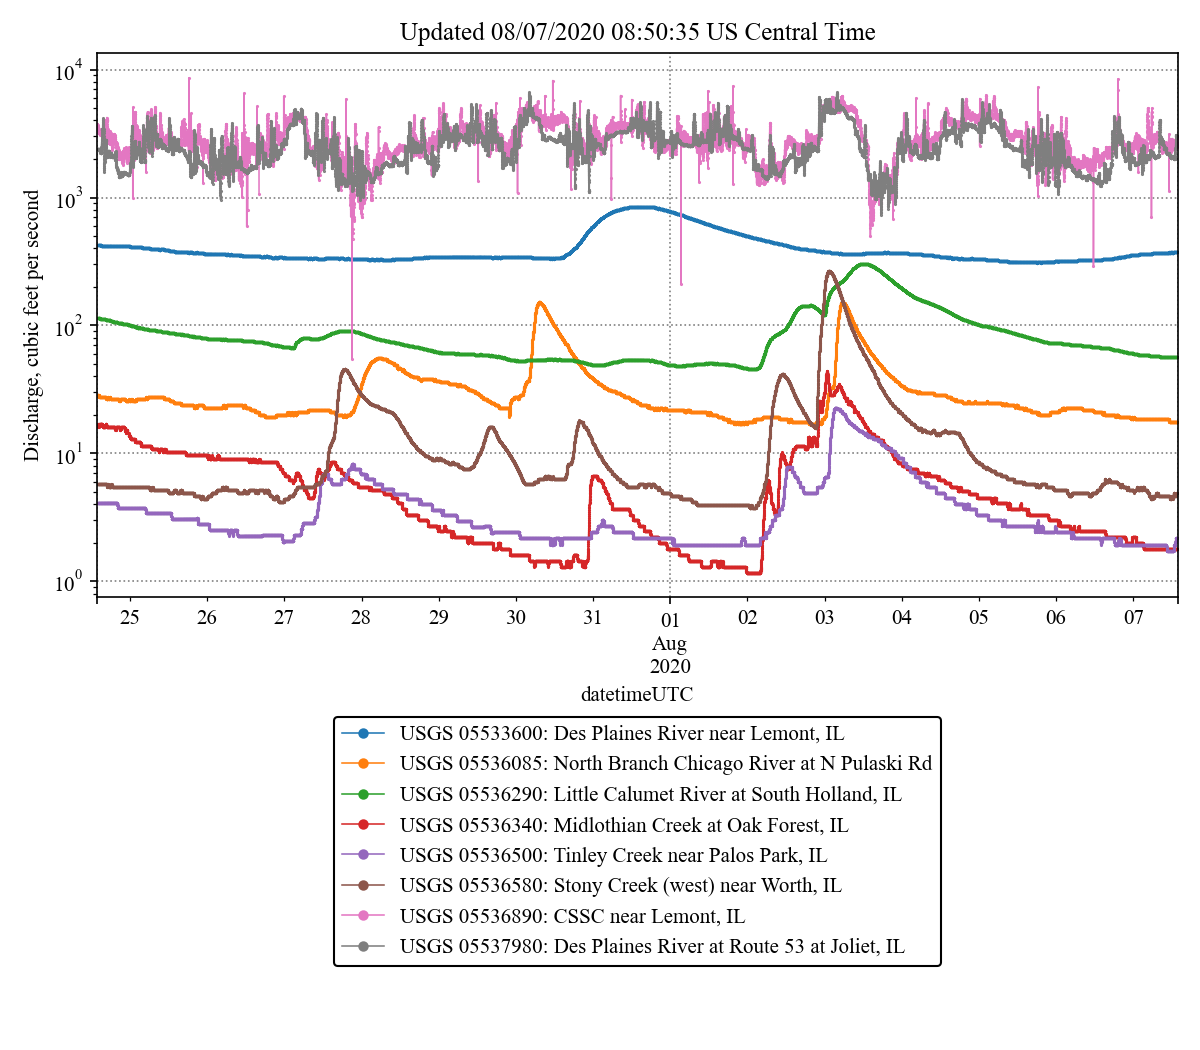 Updated 08/07/2020 08:50:35 US Central Time
Discharge, cubic feet per second
10^4
10^3
10^2
10^1
10^0
25 26 27 28 29 30 31 01 02 03 04 05 06 07
Aug
2020
datetimeUTC
USGS 05533600: Des Plaines River near Lemont, IL
USGS 05536085: North Branch Chicago River at N Pulaski Rd
USGS 05536290: Little Calumet River at South Holland, IL
USGS 05536340: Midlothian Creek at Oak Forest, IL
USGS 05536500: Tinley Creek near Palos Park, IL
USGS 05536580: Stony Creek (west) near Worth, IL
USGS 05536890: CSSC near Lemont, IL
USGS 05537980: Des Plaines River at Route 53 at Joliet, IL